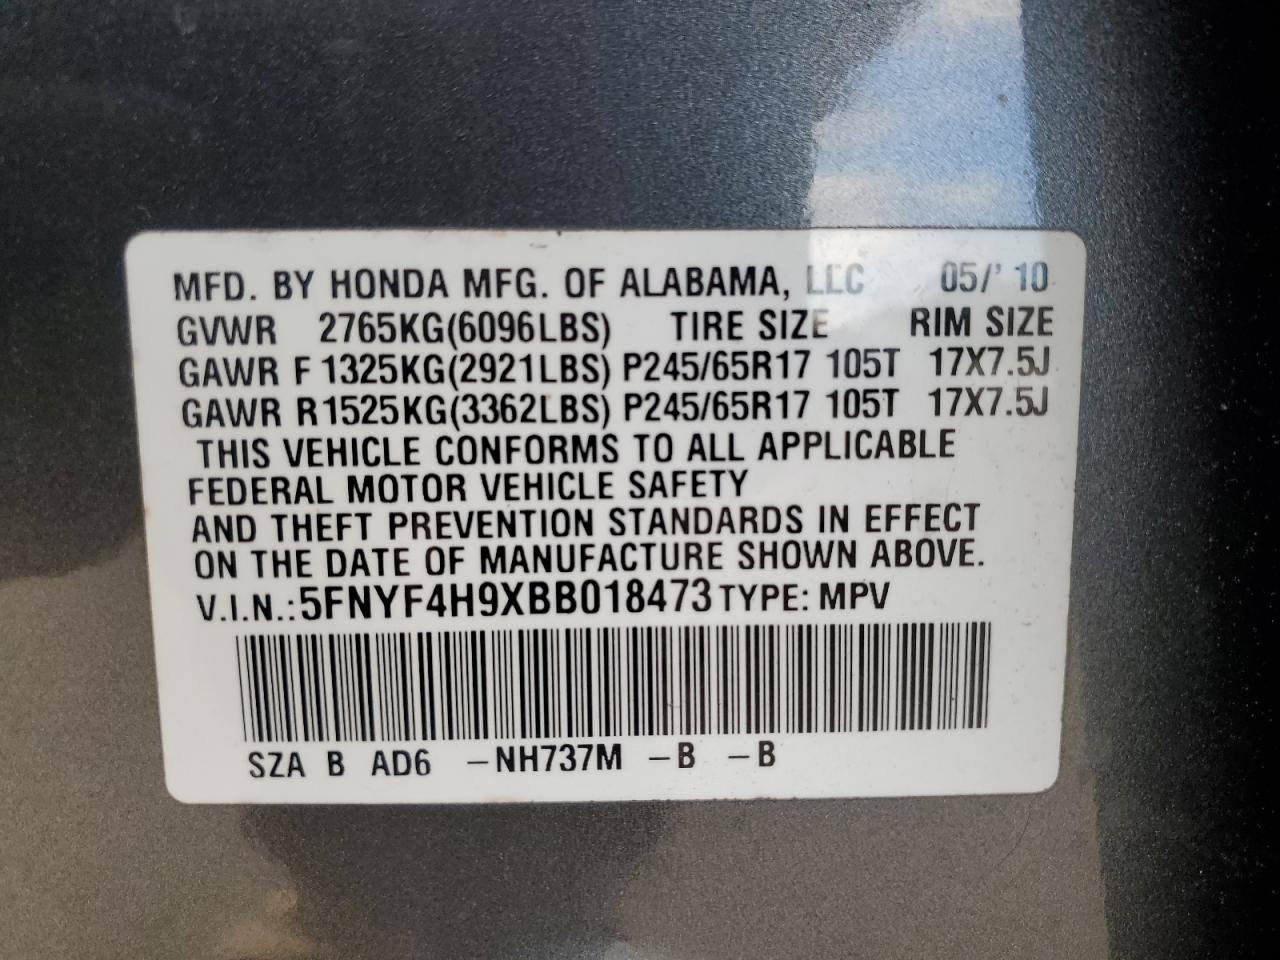 MFD. BY HONDA MFG. OF ALABAMA, LLC 05/' 10
GVWR 2765KG(6096LBS) TIRE SIZE RIM SIZE
GAWR F 1325KG(2921LBS) P245/65R17 105T 17X7.5J
GAWR R1525KG(3362LBS) P245/65R17 105T 17X7.5J
THIS VEHICLE CONFORMS TO ALL APPLICABLE
FEDERAL MOTOR VEHICLE SAFETY
AND THEFT PREVENTION STANDARDS IN EFFECT
ON THE DATE OF MANUFACTURE SHOWN ABOVE.
V.I.N.:5FNYF4H9XBB018473 TYPE: MPV
SZA B AD6 –NH737M –B –B